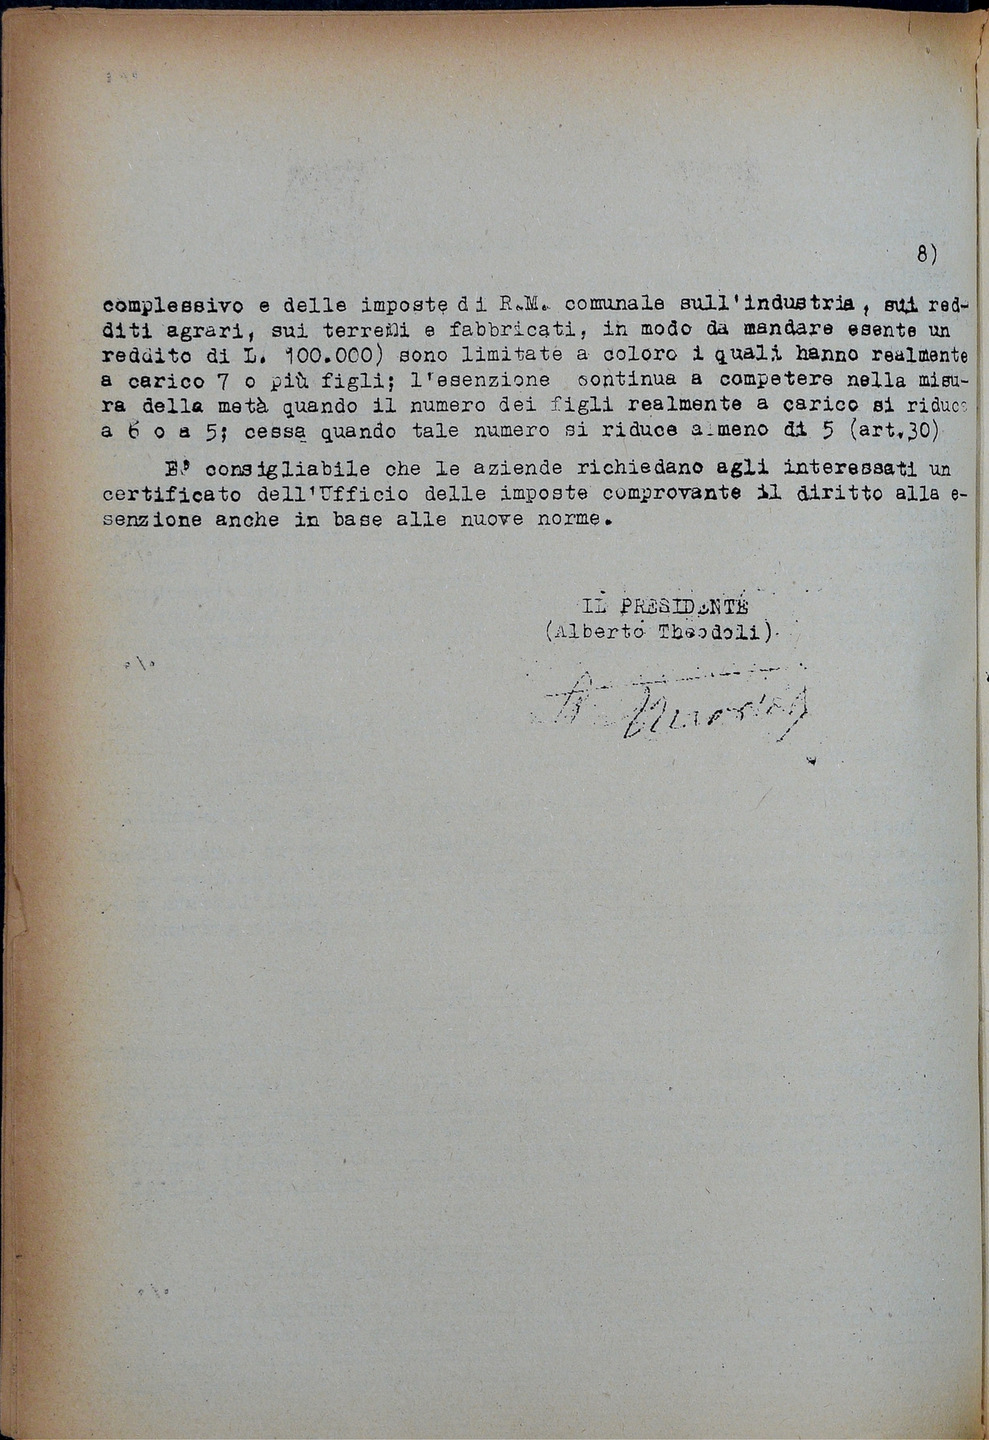 8)
complessivo e delle imposte di R.M. comunale sull'industria, sui red-
diti agrari, sui terreni e fabbricati, in modo da mandare esente un
reddito di L. 100.000) sono limitate a coloro i quali hanno realmente
a carico 7 o più figli; l'esenzione continua a competere nella misu-
ra della metà quando il numero dei figli realmente a carico si riduce
a 6 o a 5; cessa quando tale numero si riduce a meno di 5 (art.30)
E' consigliabile che le aziende richiedano agli interessati un
certificato dell'Ufficio delle imposte comprovante il diritto alla e-
senzione anche in base alle nuove norme.
IL PRESIDENTE
(Alberto Theodoli)